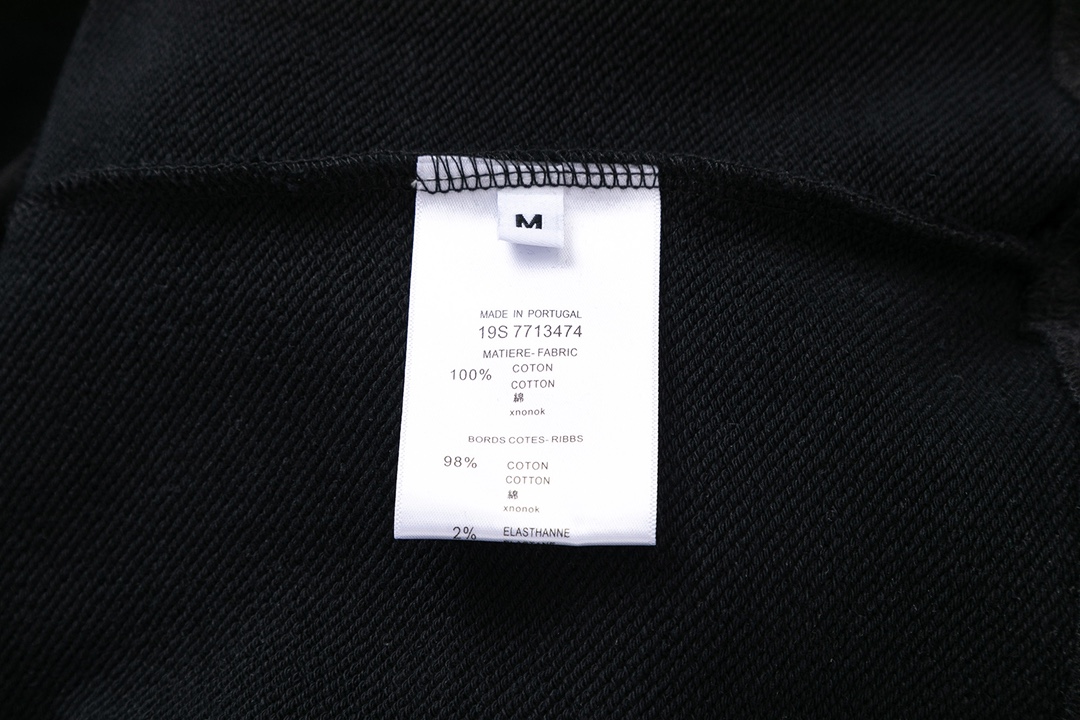 M
MADE IN PORTUGAL
19S 7713474
MATIERE-FABRIC
100% COTON
COTTON
綿
xnonok
BORDS COTES-RIBBS
98% COTON
COTTON
綿
xnonok
2% ELASTHANNE